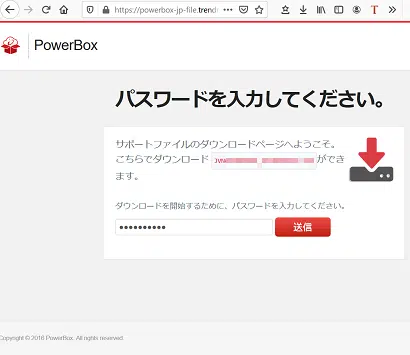 https://powerbox-jp-file.trend
PowerBox
パスワードを入力してください。
サポートファイルのダウンロードページへようこそ。
こちらでダウンロード JVN ができ
ます。
ダウンロードを開始するために、パスワードを入力してください。
●●●●●●●●●●
送信
Copyright © 2018 PowerBox. All rights reserved.